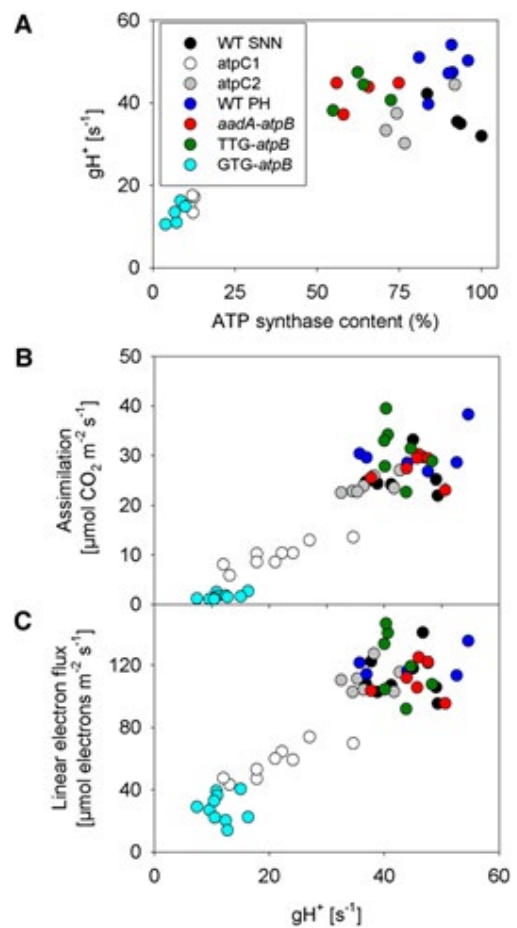 A
60
40
20
0
gH+ [s-1]
WT SNN
atpC1
atpC2
WT PH
aadA-atpB
TTG-atpB
GTG-atpB
0 25 50 75 100
ATP synthase content (%)
B
50
40
30
20
10
0
Assimilation
[µmol CO2 m-2 s-1]
C
120
80
40
0
Linear electron flux
[µmol electrons m-2 s-1]
0 20 40 60
gH+ [s-1]